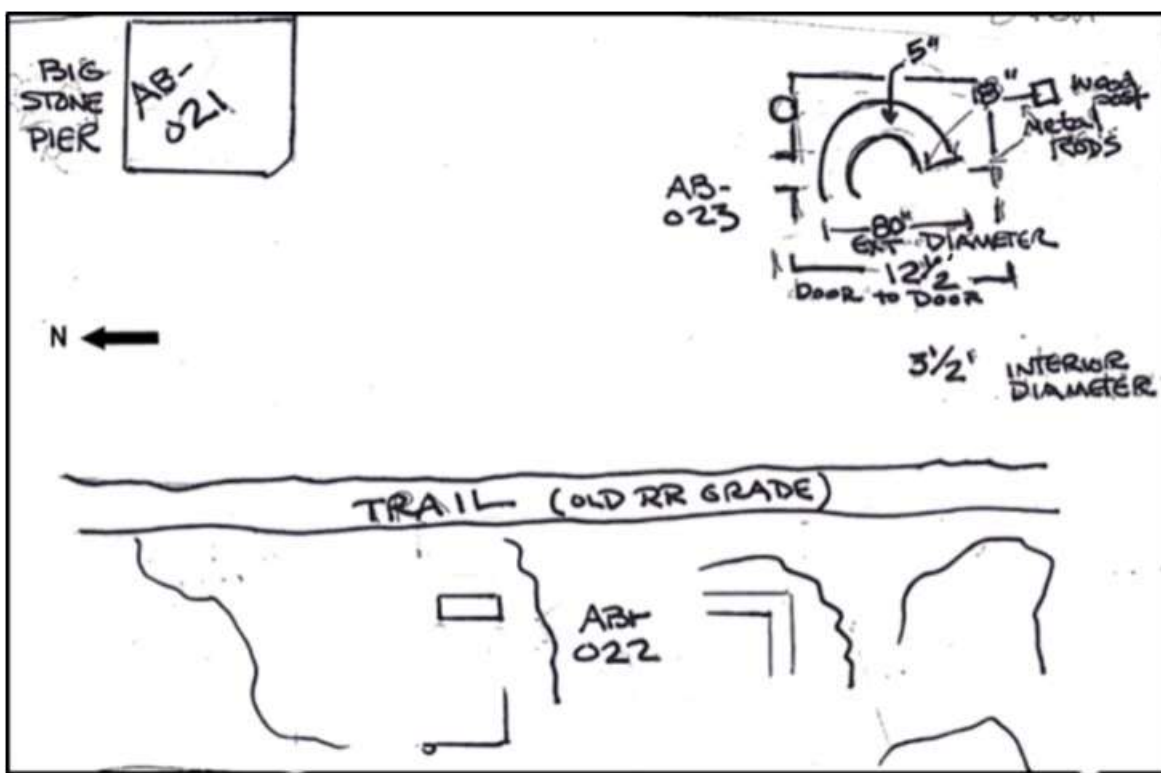 BIG
STONE
PIER
AB-
021
5"
18"
WOOD
POST
METAL
RODS
AB-
023
80"
EXT DIAMETER
12½'
DOOR TO DOOR
N
3½' INTERIOR
DIAMETER
TRAIL (OLD RR GRADE)
AB-
022